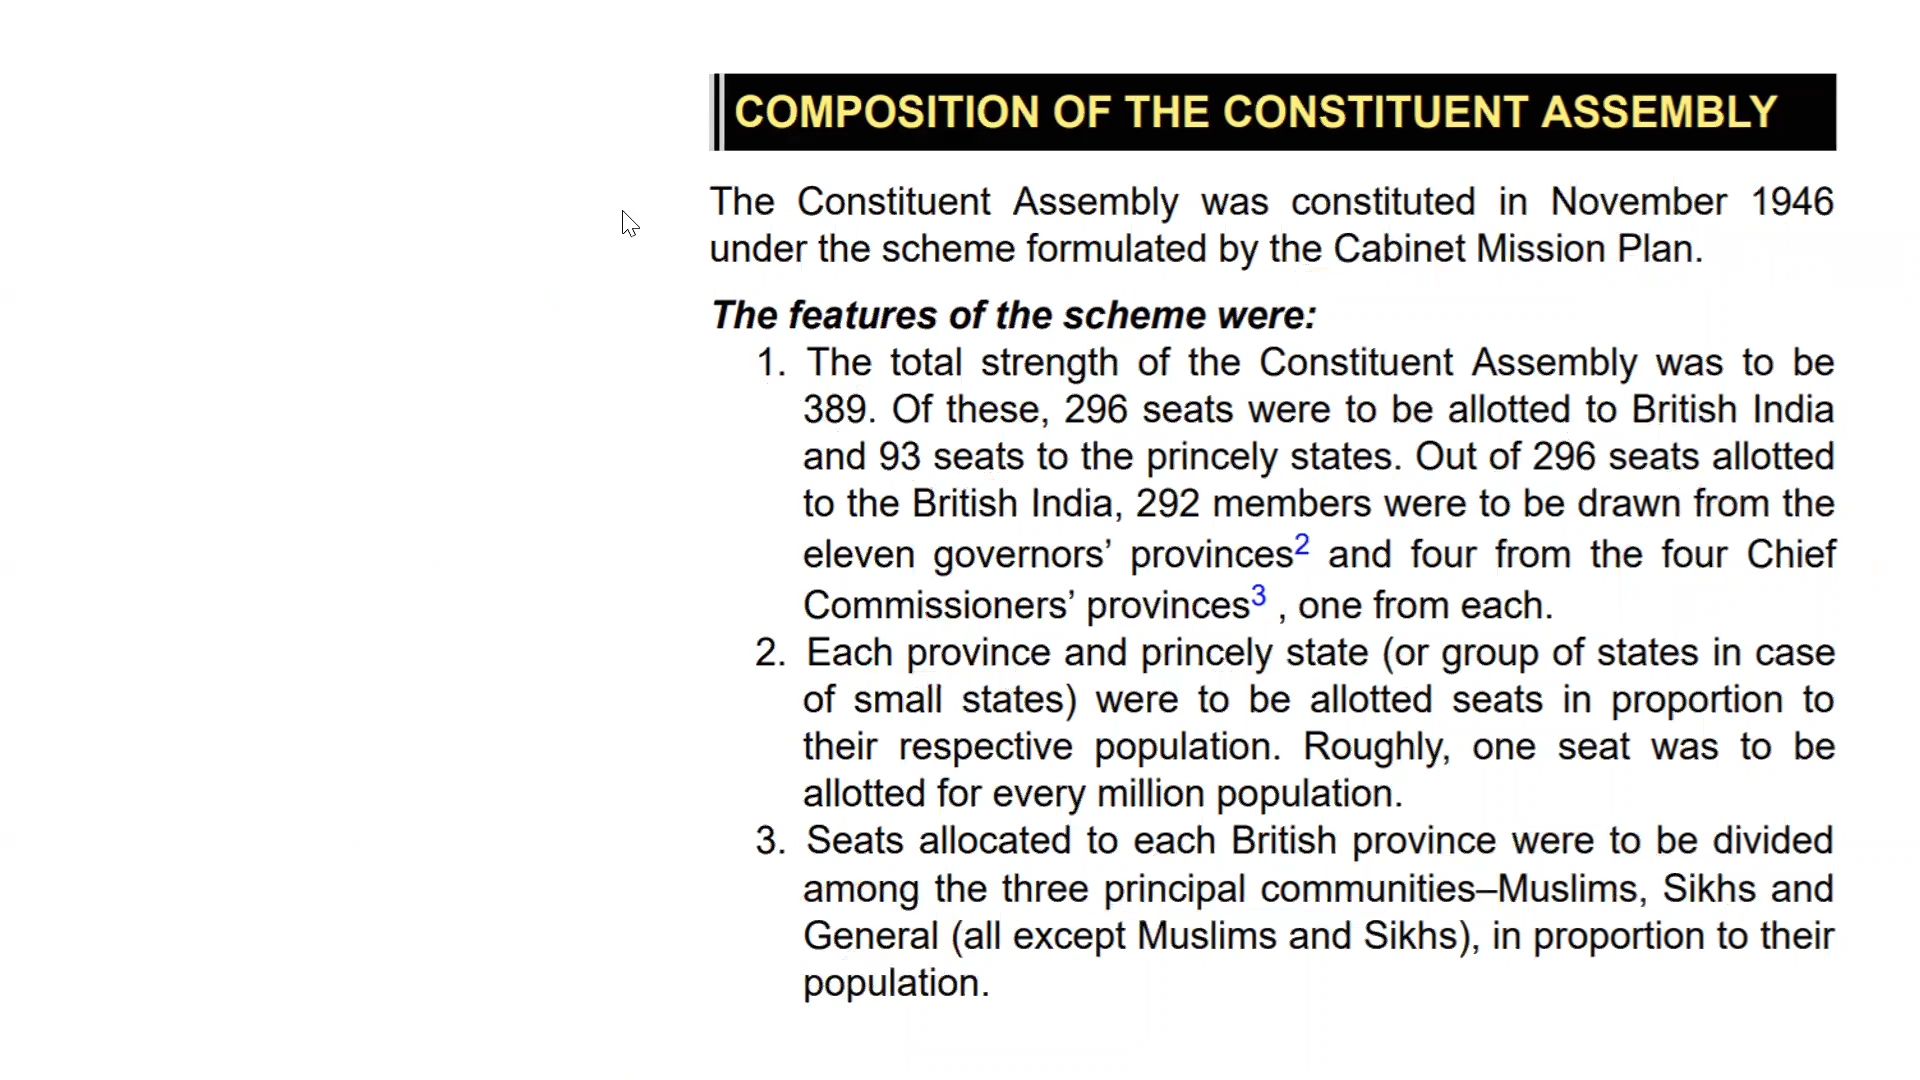 COMPOSITION OF THE CONSTITUENT ASSEMBLY
The Constituent Assembly was constituted in November 1946
under the scheme formulated by the Cabinet Mission Plan.
The features of the scheme were:
1. The total strength of the Constituent Assembly was to be
389. Of these, 296 seats were to be allotted to British India
and 93 seats to the princely states. Out of 296 seats allotted
to the British India, 292 members were to be drawn from the
eleven governors’ provinces2 and four from the four Chief
Commissioners’ provinces3 , one from each.
2. Each province and princely state (or group of states in case
of small states) were to be allotted seats in proportion to
their respective population. Roughly, one seat was to be
allotted for every million population.
3. Seats allocated to each British province were to be divided
among the three principal communities–Muslims, Sikhs and
General (all except Muslims and Sikhs), in proportion to their
population.